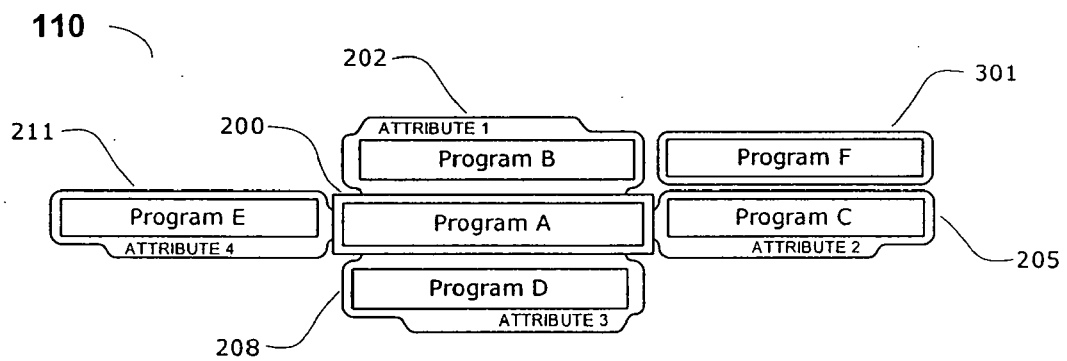 110
202
301
211
200
ATTRIBUTE 1
Program B
Program F
Program E
Program A
Program C
ATTRIBUTE 4
ATTRIBUTE 2
205
Program D
ATTRIBUTE 3
208